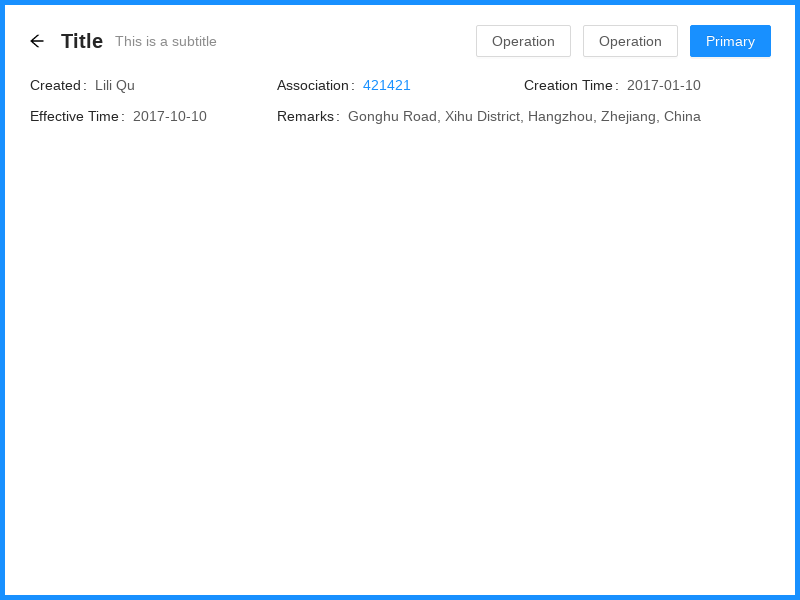 Title This is a subtitle Operation Operation Primary
Created: Lili Qu Association: 421421 Creation Time: 2017-01-10
Effective Time: 2017-10-10 Remarks: Gonghu Road, Xihu District, Hangzhou, Zhejiang, China